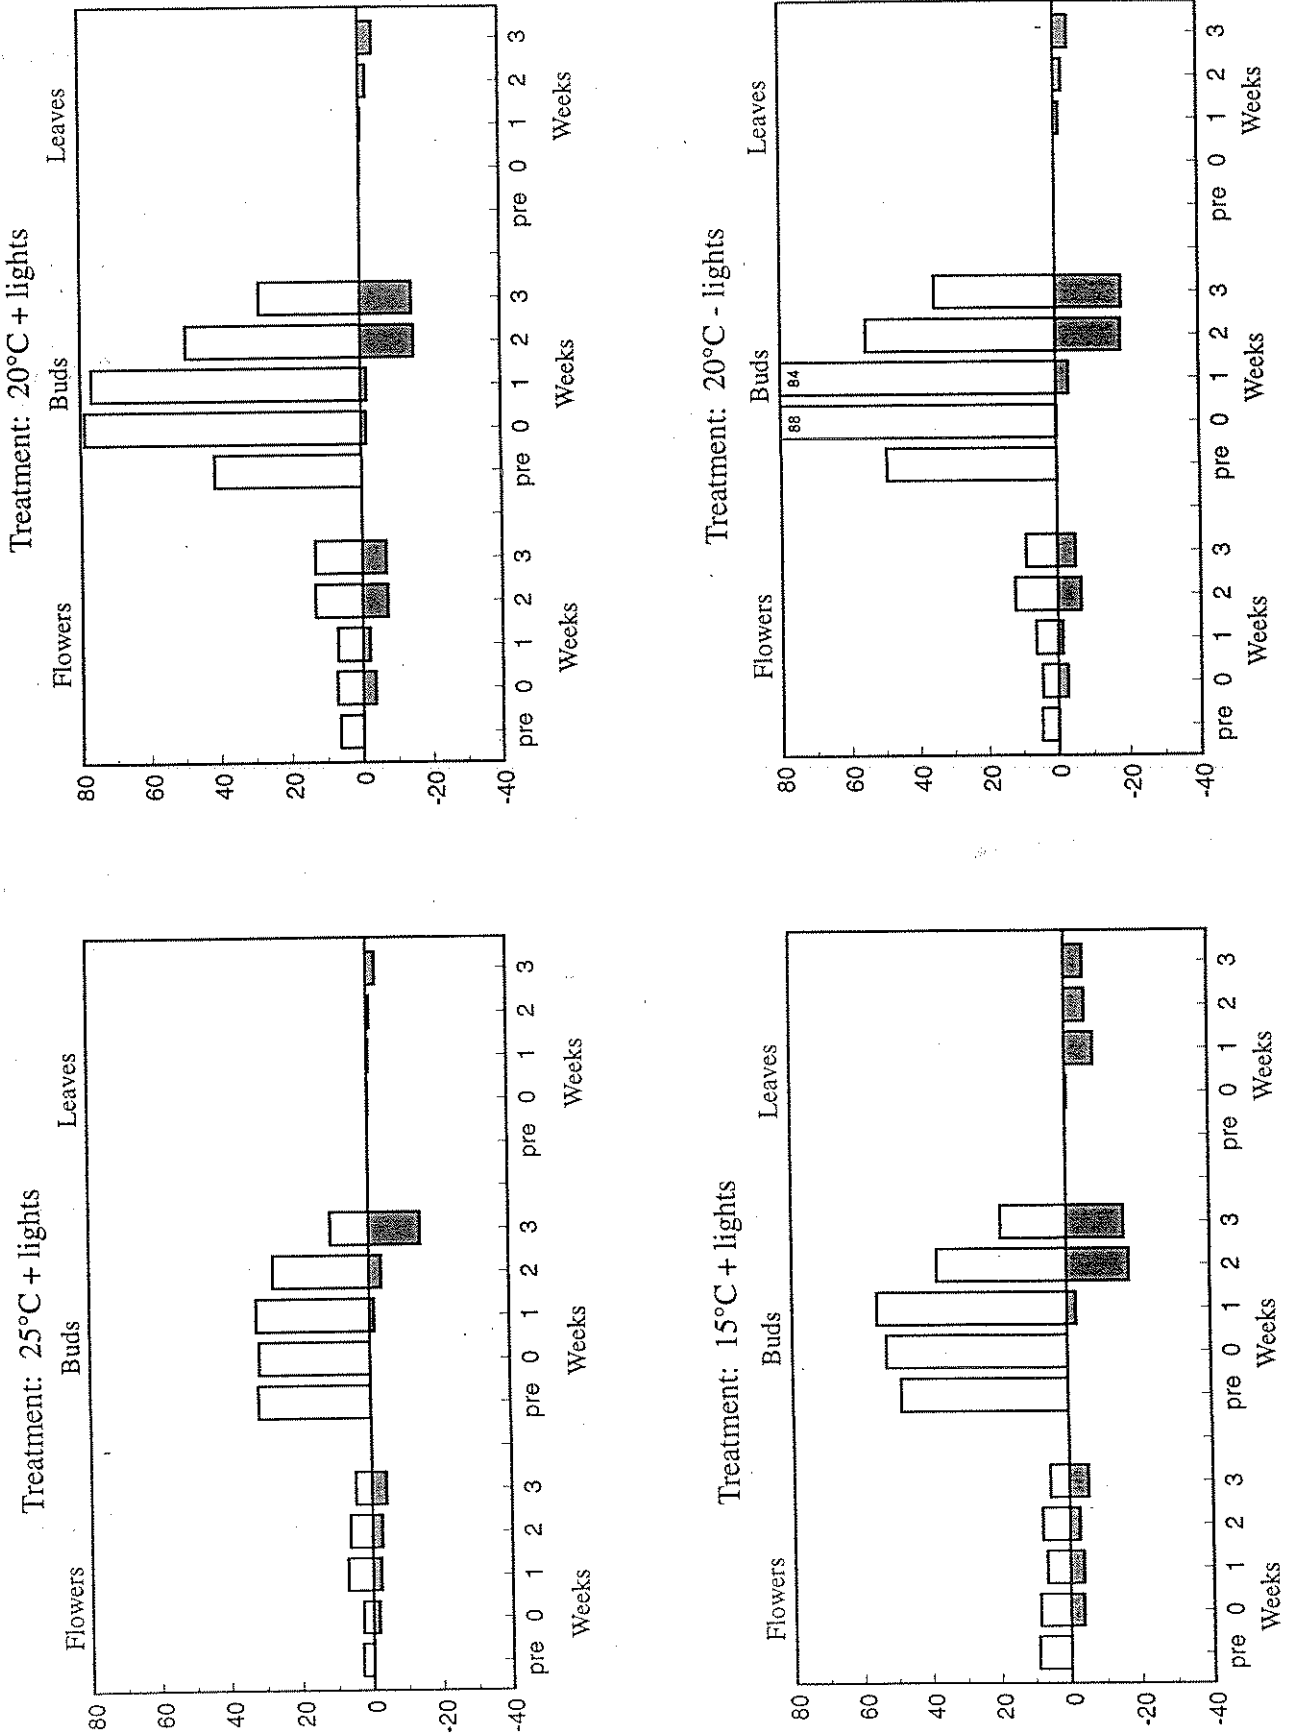 Treatment: 25°C + lights
Flowers Buds Leaves
80
60
40
20
0
-20
-40
pre 0 1 2 3 pre 0 1 2 3 pre 0 1 2 3
Weeks Weeks Weeks
Treatment: 20°C + lights
Flowers Buds Leaves
80
60
40
20
0
-20
-40
pre 0 1 2 3 pre 0 1 2 3 pre 0 1 2 3
Weeks Weeks Weeks
Treatment: 15°C + lights
Flowers Buds Leaves
80
60
40
20
0
-20
-40
pre 0 1 2 3 pre 0 1 2 3 pre 0 1 2 3
Weeks Weeks Weeks
Treatment: 20°C - lights
Flowers Buds Leaves
80
88 84
60
40
20
0
-20
-40
pre 0 1 2 3 pre 0 1 2 3 pre 0 1 2 3
Weeks Weeks Weeks